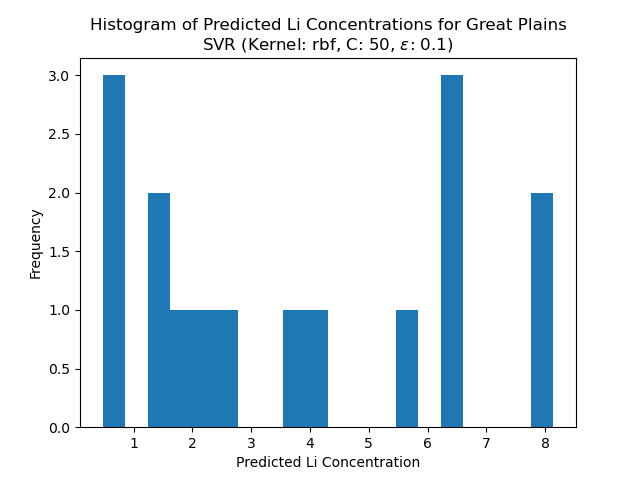 Histogram of Predicted Li Concentrations for Great Plains
SVR (Kernel: rbf, C: 50, ε: 0.1)
Frequency
3.0
2.5
2.0
1.5
1.0
0.5
0.0
1 2 3 4 5 6 7 8
Predicted Li Concentration